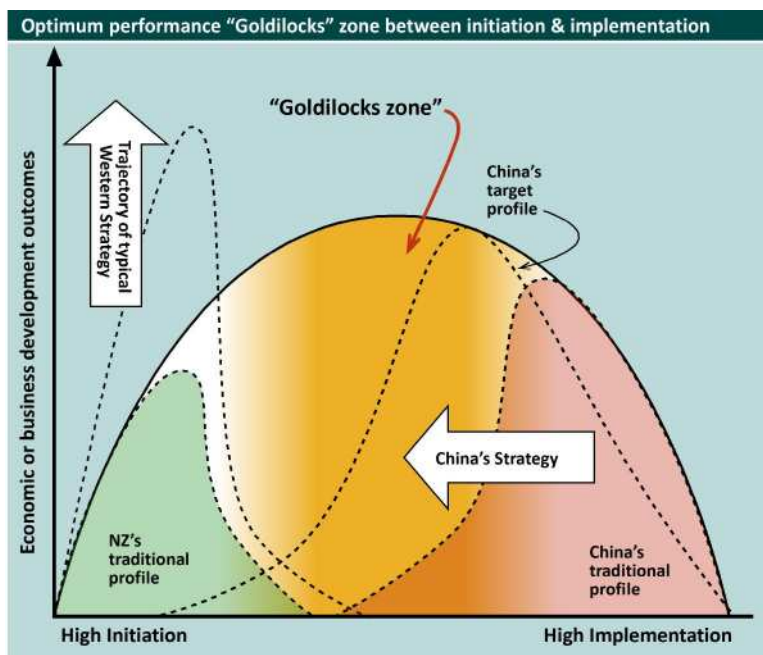 Optimum performance “Goldilocks” zone between initiation & implementation
“Goldilocks zone”
Trajectory of typical
Western Strategy
China’s
target
profile
Economic or business development outcomes
China’s Strategy
NZ’s
traditional
profile
China’s
traditional
profile
High Initiation
High Implementation